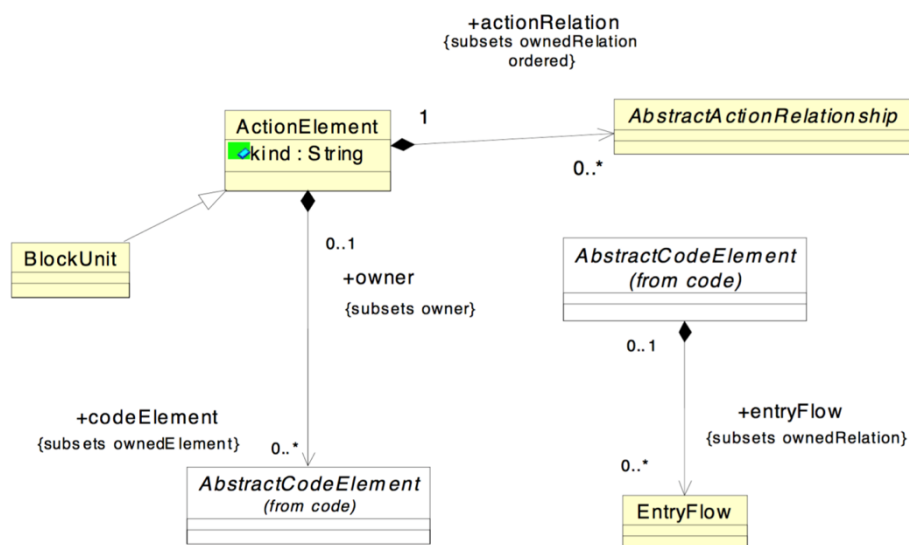 +actionRelation
{subsets ownedRelation
ordered}
ActionElement
kind : String
1
AbstractActionRelationship
0..*
BlockUnit
0..1
+owner
{subsets owner}
AbstractCodeElement
(from code)
0..1
+codeElement
{subsets ownedElement}
0..*
+entryFlow
{subsets ownedRelation}
0..*
AbstractCodeElement
(from code)
EntryFlow